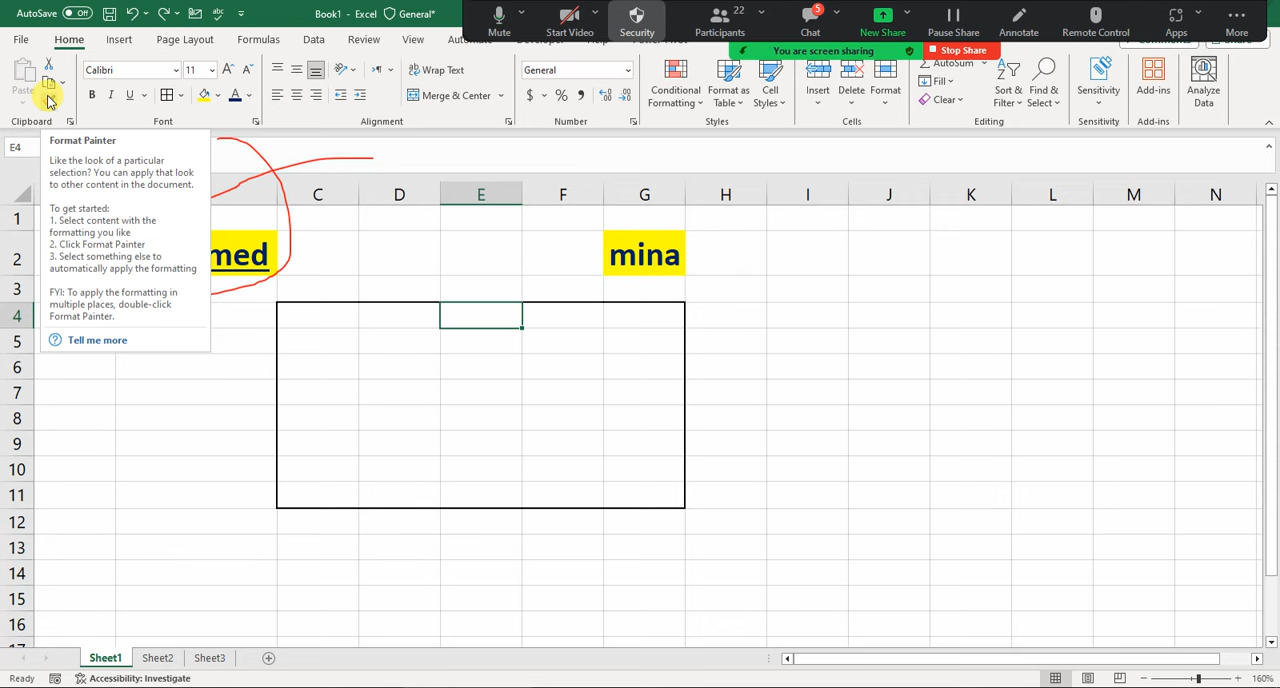 AutoSave Off Book1 - Excel General*
Mute Start Video Security 22 Participants 5 Chat New Share Pause Share Annotate Remote Control Apps More
You are screen sharing Stop Share
File Home Insert Page Layout Formulas Data Review View
Comments
Paste
Calibri 11
B I U
Wrap Text
Merge & Center
General
$ % ,
Conditional Formatting
Format as Table
Cell Styles
Insert Delete Format
AutoSum
Fill
Clear
Sort & Filter
Find & Select
Sensitivity
Add-ins
Analyze Data
Clipboard Font Alignment Number Styles Cells Editing Sensitivity Add-ins
E4
Format Painter
Like the look of a particular
selection? You can apply that look
to other content in the document.
To get started:
1. Select content with the
formatting you like
2. Click Format Painter
3. Select something else to
automatically apply the formatting
FYI: To apply the formatting in
multiple places, double-click
Format Painter.
Tell me more
C D E F G H I J K L M N
1
2 med mina
3
4
5
6
7
8
9
10
11
12
13
14
15
16
Sheet1 Sheet2 Sheet3
Ready Accessibility: Investigate 160%